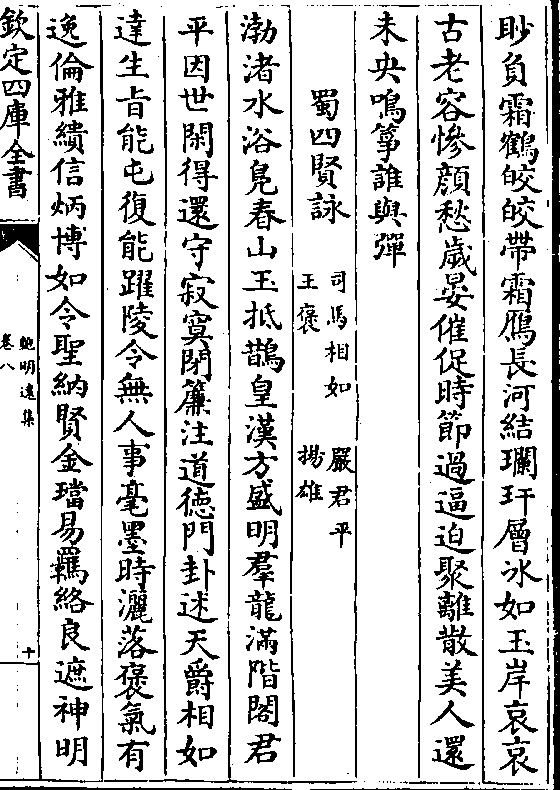 眇負霜鶴皎皎帶霜鴈長河結瓓玕層冰如玉岸哀哀
古老容慘顔愁歲晏催促時節過逼迫聚離散美人還
未央鳴箏誰與彈
蜀四賢詠 司馬相如 嚴君平
王褒 揚雄
渤渚水浴鳬春山玉抵鵲皇漢方盛明羣龍滿階閣君
平因世閑得還守寂寞閉簾注道德門卦述天爵相如
達生旨能屯復能躍陵令無人事毫墨時灑落褒氣有
逸倫雅繢信炳博如令聖納賢金璫易羈絡良遮神明
欽定四庫全書
鮑明遠集
卷八
十